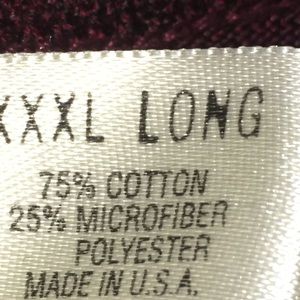 XXXL LONG
75% COTTON
25% MICROFIBER
POLYESTER
MADE IN U.S.A.